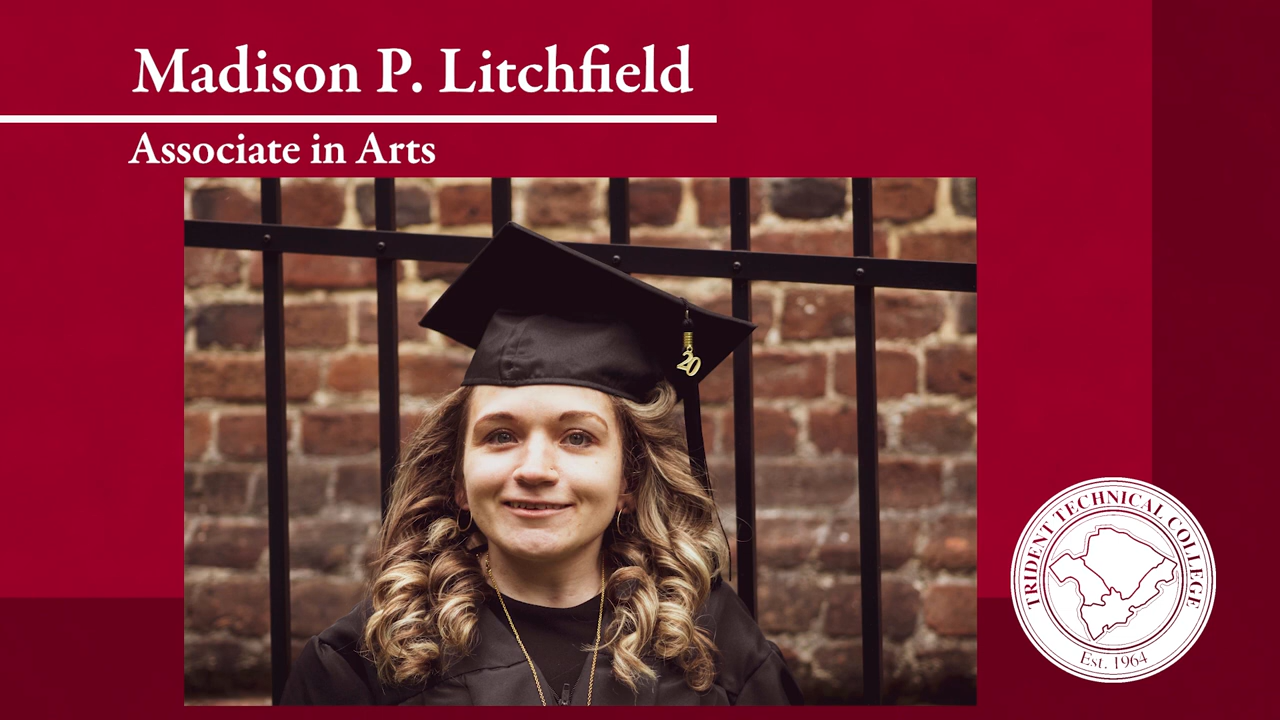 Madison P. Litchfield
Associate in Arts
20
TRIDENT TECHNICAL COLLEGE
Est. 1964